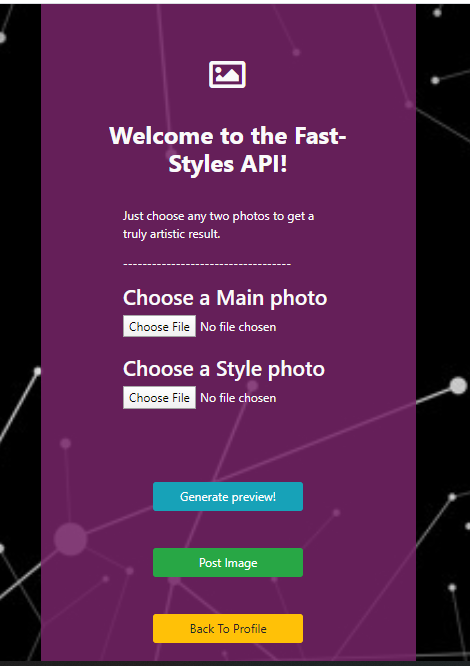 Welcome to the Fast-
Styles API!
Just choose any two photos to get a
truly artistic result.
-----------------------------------
Choose a Main photo
Choose File No file chosen
Choose a Style photo
Choose File No file chosen
Generate preview!
Post Image
Back To Profile